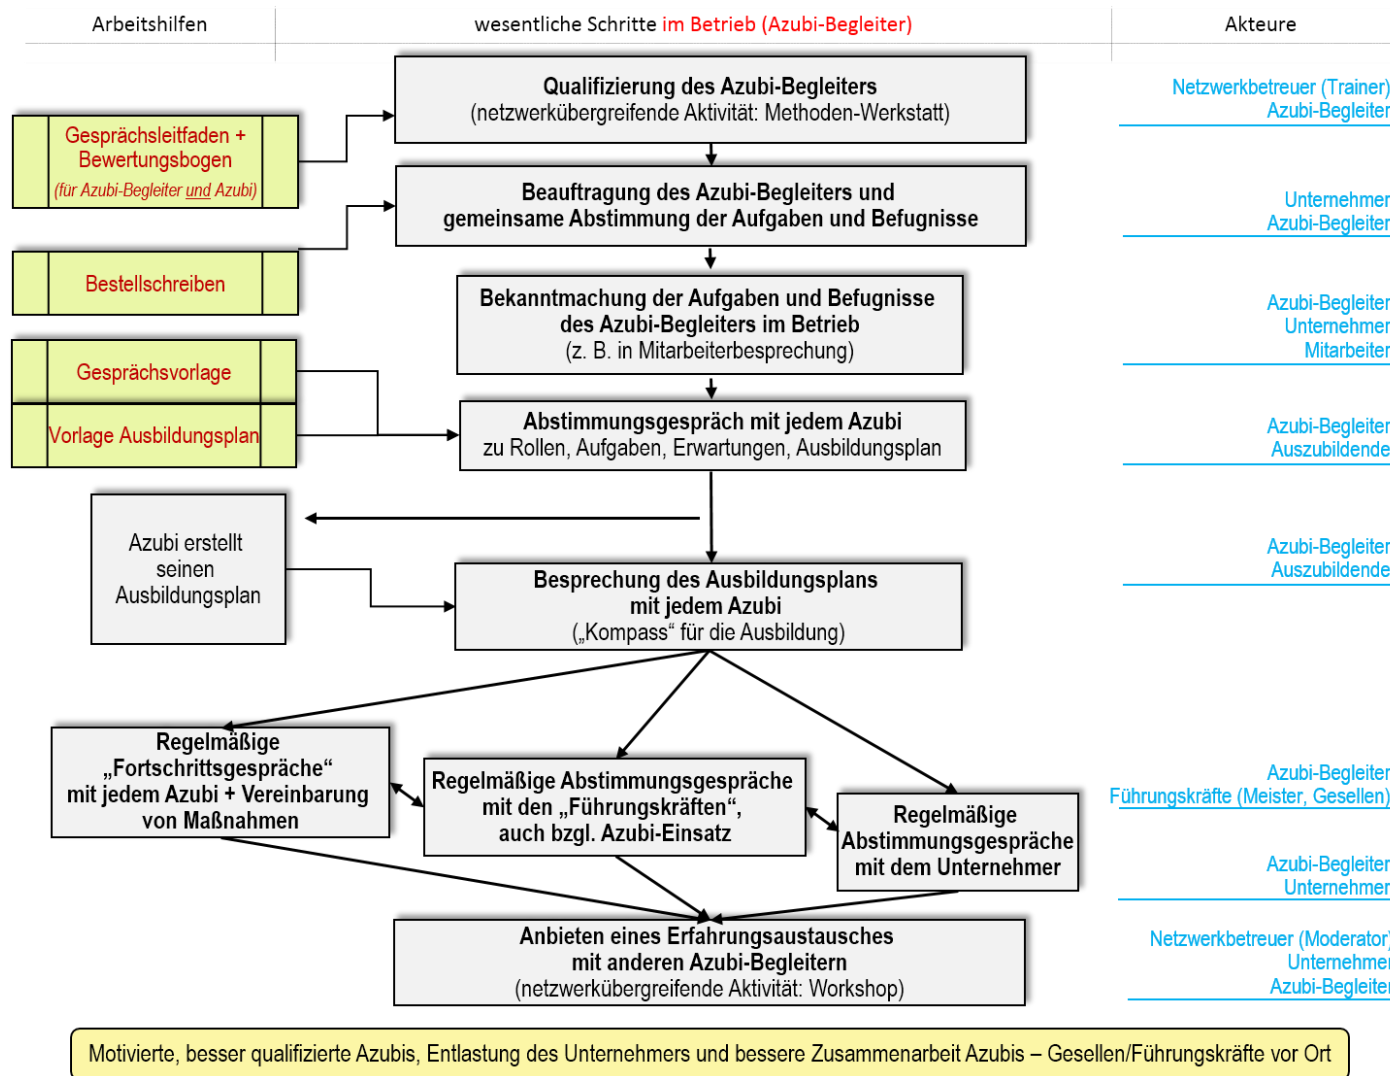 Arbeitshilfen
wesentliche Schritte im Betrieb (Azubi-Begleiter)
Akteure
Qualifizierung des Azubi-Begleiters
(netzwerkübergreifende Aktivität: Methoden-Werkstatt)
Netzwerkbetreuer (Trainer)
Azubi-Begleiter
Gesprächsleitfaden +
Bewertungsbogen
(für Azubi-Begleiter und Azubi)
Beauftragung des Azubi-Begleiters und
gemeinsame Abstimmung der Aufgaben und Befugnisse
Unternehmer
Azubi-Begleiter
Bestellschreiben
Bekanntmachung der Aufgaben und Befugnisse
des Azubi-Begleiters im Betrieb
(z. B. in Mitarbeiterbesprechung)
Azubi-Begleiter
Unternehmer
Mitarbeiter
Gesprächsvorlage
Vorlage Ausbildungsplan
Abstimmungsgespräch mit jedem Azubi
zu Rollen, Aufgaben, Erwartungen, Ausbildungsplan
Azubi-Begleiter
Auszubildende
Azubi erstellt
seinen
Ausbildungsplan
Besprechung des Ausbildungsplans
mit jedem Azubi
(„Kompass“ für die Ausbildung)
Azubi-Begleiter
Auszubildende
Regelmäßige
„Fortschrittsgespräche“
mit jedem Azubi + Vereinbarung
von Maßnahmen
Regelmäßige Abstimmungsgespräche
mit den „Führungskräften“,
auch bzgl. Azubi-Einsatz
Regelmäßige
Abstimmungsgespräche
mit dem Unternehmer
Azubi-Begleiter
Führungskräfte (Meister, Gesellen)
Azubi-Begleiter
Unternehmer
Anbieten eines Erfahrungsaustausches
mit anderen Azubi-Begleitern
(netzwerkübergreifende Aktivität: Workshop)
Netzwerkbetreuer (Moderator)
Unternehmer
Azubi-Begleiter
Motivierte, besser qualifizierte Azubis, Entlastung des Unternehmers und bessere Zusammenarbeit Azubis – Gesellen/Führungskräfte vor Ort